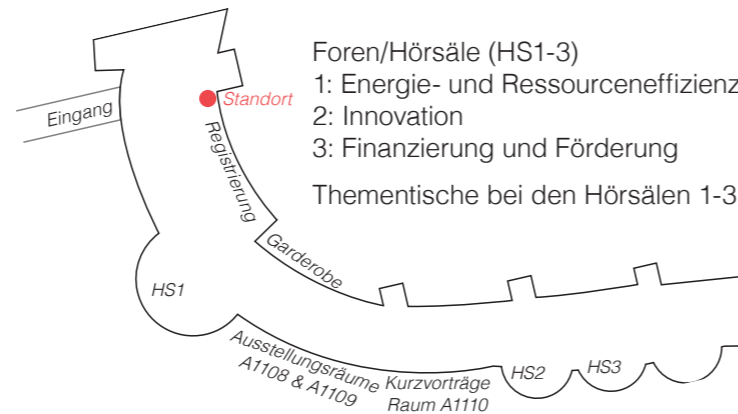 Foren/Hörsäle (HS1-3)
1: Energie- und Ressourceneffizienz
2: Innovation
3: Finanzierung und Förderung
Thementische bei den Hörsälen 1-3
Eingang
Standort
Registrierung
Garderobe
HS1
Ausstellungsräume
A1108 & A1109
Kurzvorträge
Raum A1110
HS2
HS3